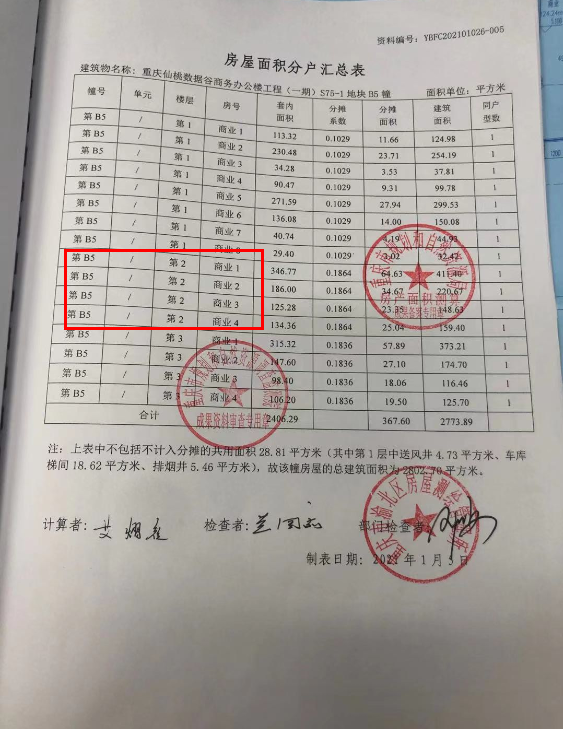 资料编号：YBFC202101026-005
房屋面积分户汇总表
建筑物名称：重庆仙桃数据谷商务办公楼工程（一期）S75-1 地块 B5 幢 面积单位：平方米
幢号 单元 楼层 房号 套内面积 分摊系数 分摊面积 建筑面积 同户型数
第 B5 / 第 1 商业 1 113.32 0.1029 11.66 124.98 1
第 B5 / 第 1 商业 2 230.48 0.1029 23.71 254.19 1
第 B5 / 第 1 商业 3 34.28 0.1029 3.53 37.81 1
第 B5 / 第 1 商业 4 90.47 0.1029 9.31 99.78 1
第 B5 / 第 1 商业 5 271.59 0.1029 27.94 299.53 1
第 B5 / 第 1 商业 6 136.08 0.1029 14.00 150.08 1
第 B5 / 第 1 商业 7 40.74 0.1029 4.19 44.93 1
第 B5 / 第 1 商业 8 29.40 0.1029 3.02 32.42 1
第 B5 / 第 2 商业 1 346.77 0.1864 64.63 411.40 1
第 B5 / 第 2 商业 2 186.00 0.1864 34.67 220.67 1
第 B5 / 第 2 商业 3 125.28 0.1864 23.35 148.63 1
第 B5 / 第 2 商业 4 134.36 0.1864 25.04 159.40 1
第 B5 / 第 3 商业 1 315.32 0.1836 57.89 373.21 1
第 B5 / 第 3 商业 2 147.60 0.1836 27.10 174.70 1
第 B5 / 第 3 商业 3 98.40 0.1836 18.06 116.46 1
第 B5 / 第 3 商业 4 106.20 0.1836 19.50 125.70 1
合计 2406.29 367.60 2773.89
注：上表中不包括不计入分摊的共用面积 28.81 平方米（其中第 1 层中送风井 4.73 平方米、车库
梯间 18.62 平方米、排烟井 5.46 平方米），故该幢房屋的总建筑面积为 2802.70 平方米。
计算者： 检查者： 部门检查者：
制表日期：2021 年 1 月 5 日
房产面积测算
成果备案专用章
成果资料审查专用章